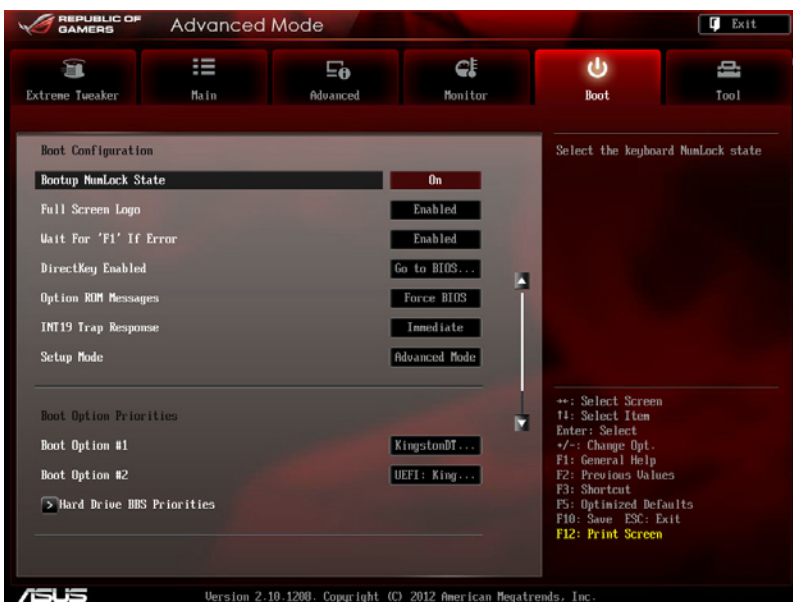 REPUBLIC OF
GAMERS
Advanced Mode
Exit
Extreme Tweaker
Main
Advanced
Monitor
Boot
Tool
Boot Configuration
Select the keyboard NumLock state
Bootup NumLock State On
Full Screen Logo Enabled
Wait For 'F1' If Error Enabled
DirectKey Enabled Go to BIOS...
Option ROM Messages Force BIOS
INT19 Trap Response Immediate
Setup Mode Advanced Mode
Boot Option Priorities
Boot Option #1 KingstonDT...
Boot Option #2 UEFI: King...
> Hard Drive BBS Priorities
→←: Select Screen
↑↓: Select Item
Enter: Select
+/-: Change Opt.
F1: General Help
F2: Previous Values
F3: Shortcut
F5: Optimized Defaults
F10: Save ESC: Exit
F12: Print Screen
ASUS
Version 2.10.1208. Copyright (C) 2012 American Megatrends, Inc.